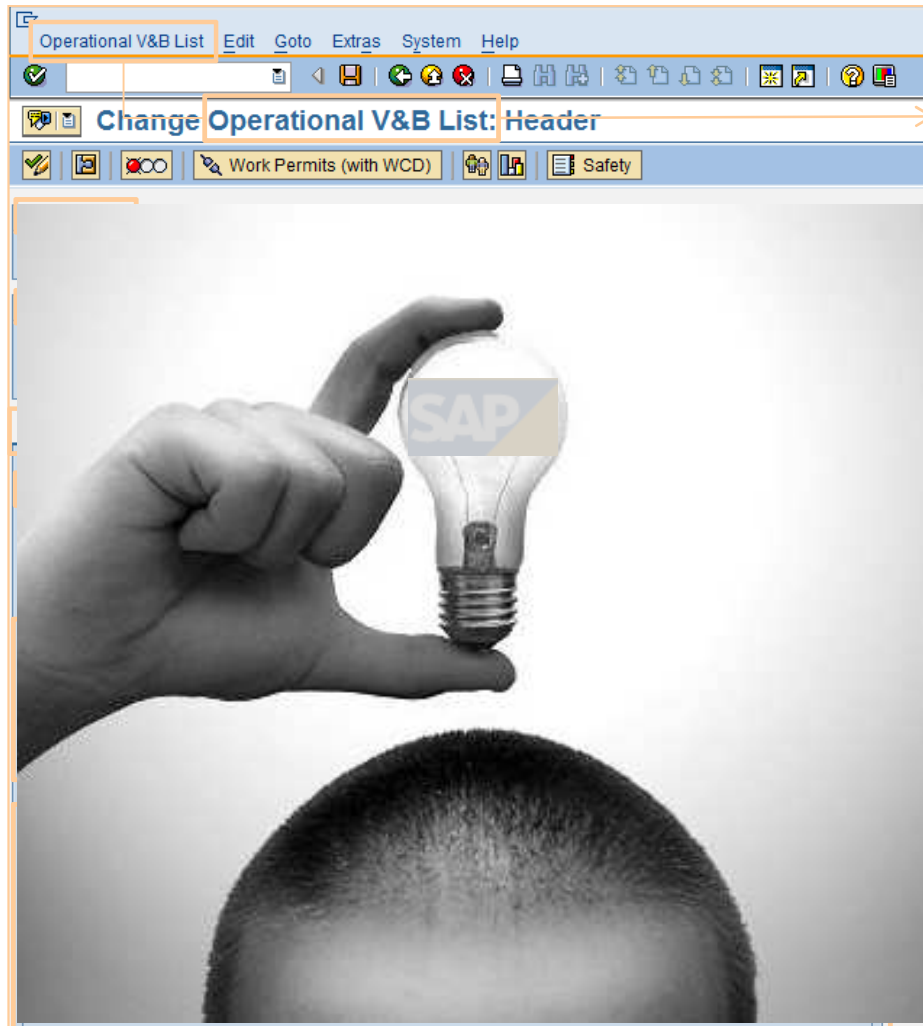 Operational V&B List Edit Goto Extras System Help
Change Operational V&B List: Header
Work Permits (with WCD) Safety
SAP